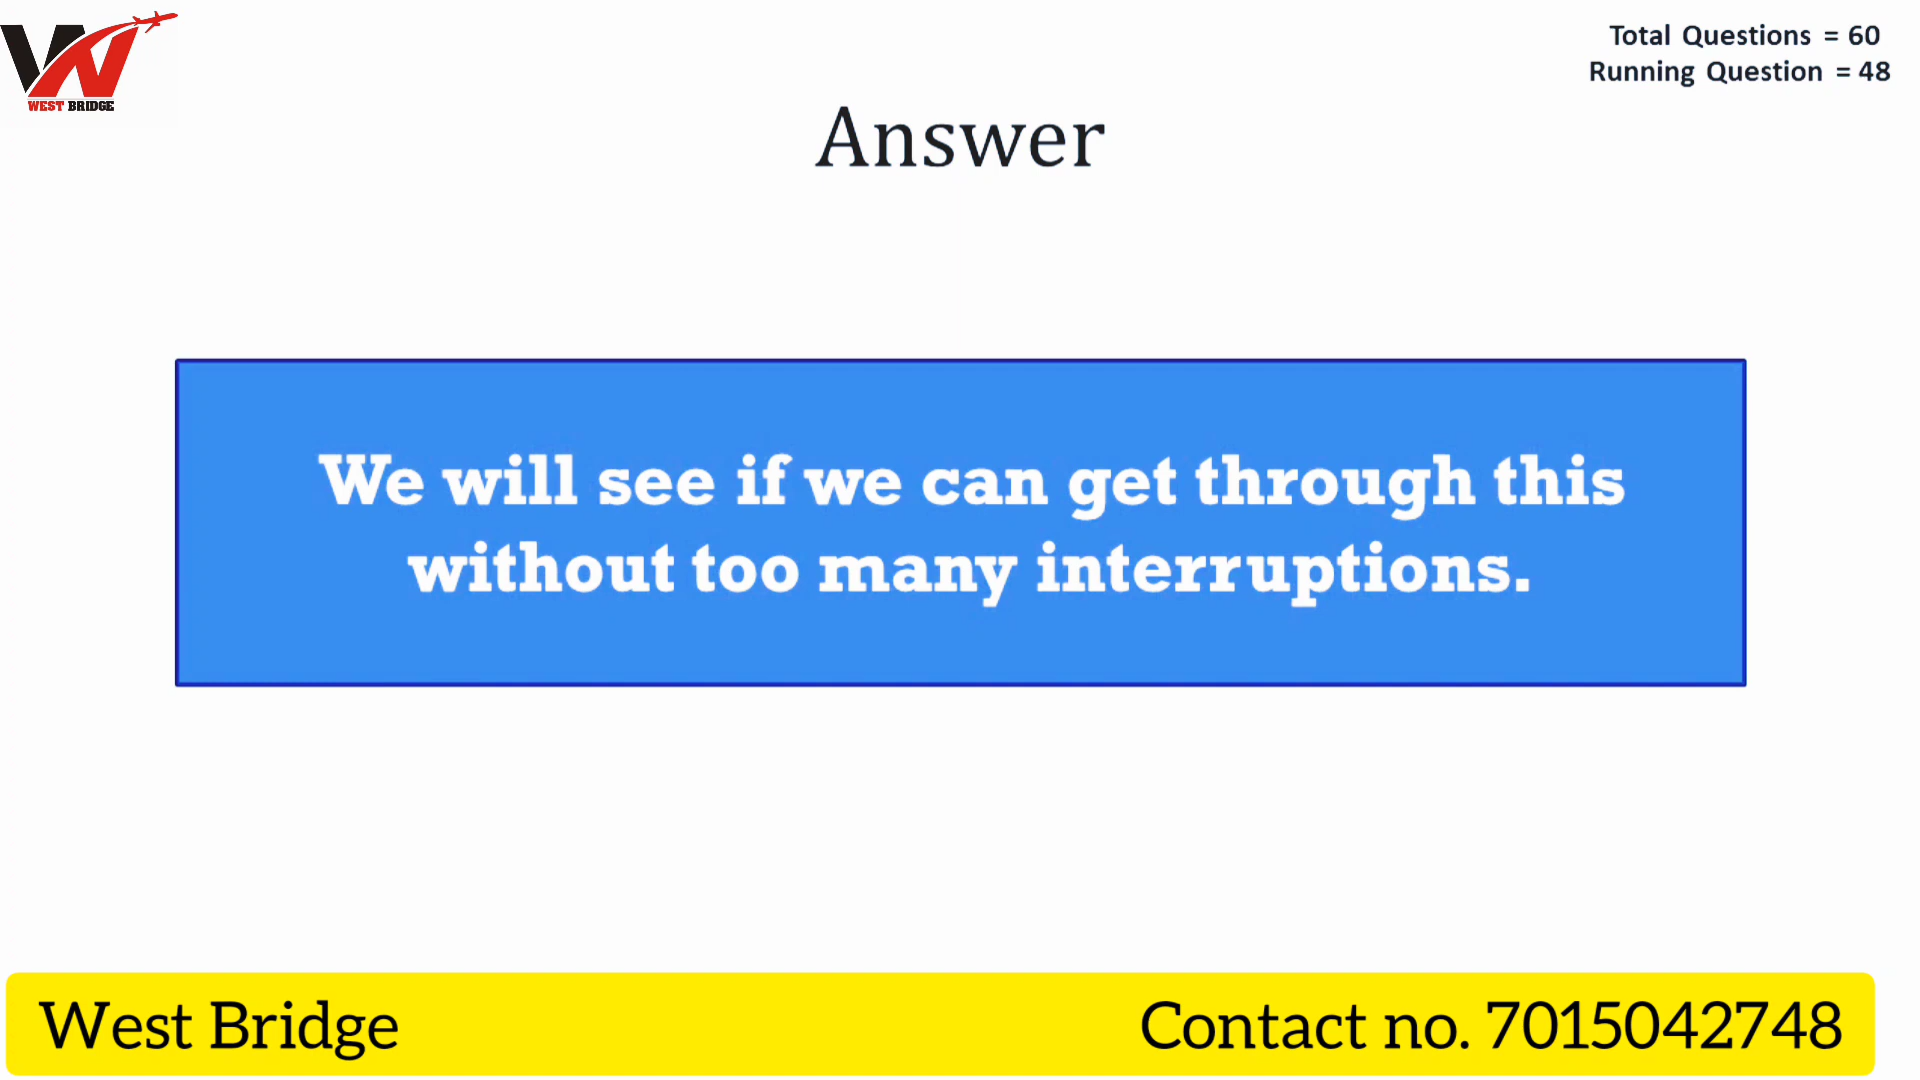 WEST BRIDGE
Total Questions = 60
Running Question = 48
Answer
We will see if we can get through this
without too many interruptions.
West Bridge
Contact no. 7015042748